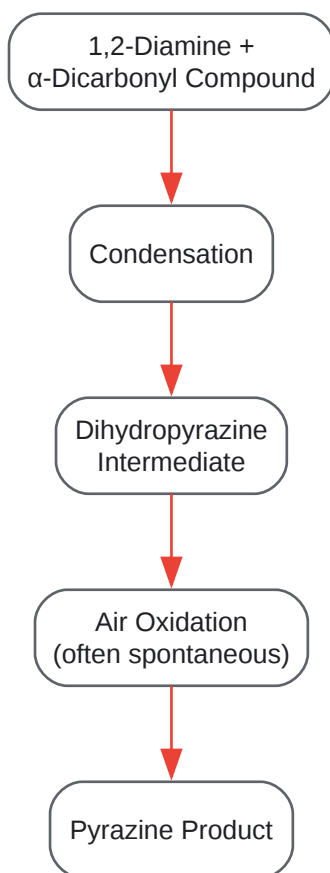 1,2-Diamine +
α-Dicarbonyl Compound
Condensation
Dihydropyrazine
Intermediate
Air Oxidation
(often spontaneous)
Pyrazine Product